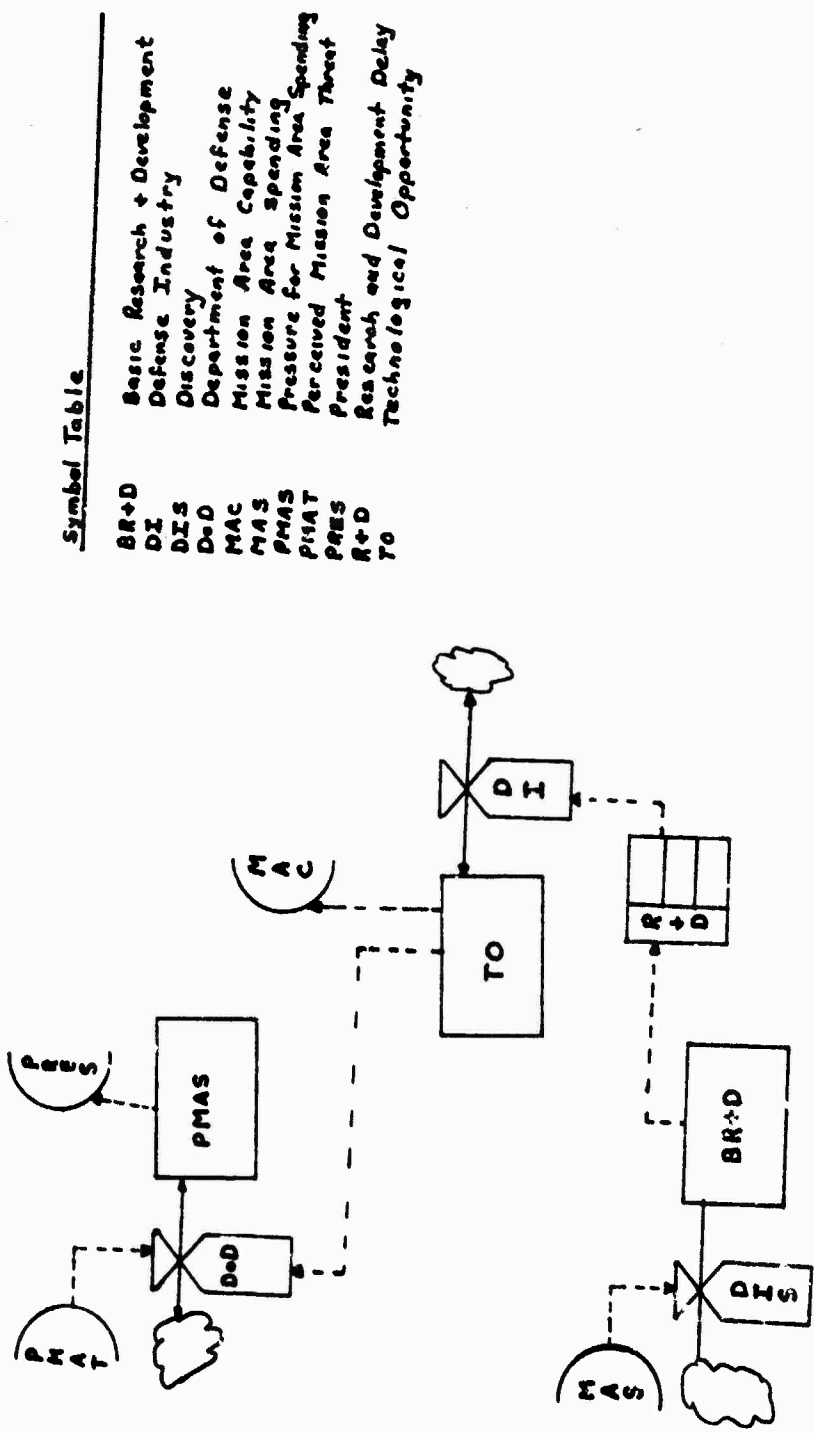 Symbol Table
BR+D Basic Research + Development
DI Defense Industry
DIS Discovery
DoD Department of Defense
MAC Mission Area Capability
MAS Mission Area Spending
PMAS Pressure for Mission Area Spending
PMAT Perceived Mission Area Threat
PRES President
R+D Research and Development Delay
TO Technological Opportunity
PMAT
DoD
PMAS
PRES
MAC
TO
DI
MAS
DIS
BR+D
R+D